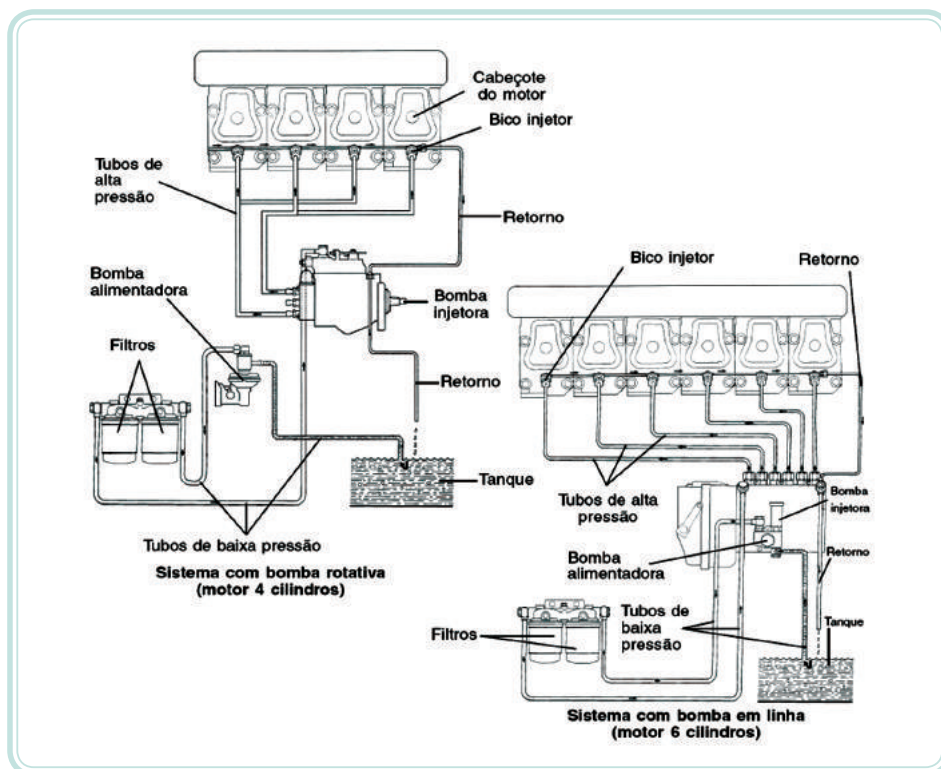 Cabeçote
do motor
Bico injetor
Tubos de
alta
pressão
Retorno
Bomba
alimentadora
Bomba
injetora
Filtros
Retorno
Tanque
Tubos de baixa pressão
Sistema com bomba rotativa
(motor 4 cilindros)
Bico injetor
Retorno
Tubos de alta
pressão
Bomba
injetora
Bomba
alimentadora
Retorno
Filtros
Tubos de
baixa
pressão
Tanque
Sistema com bomba em linha
(motor 6 cilindros)